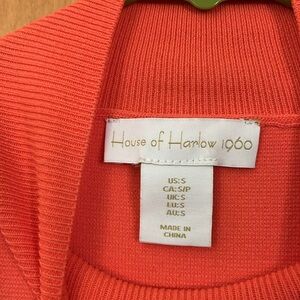 House of Harlow 1960
US: S
CA: S/P
UK: S
EU: S
AU: S
MADE IN
CHINA